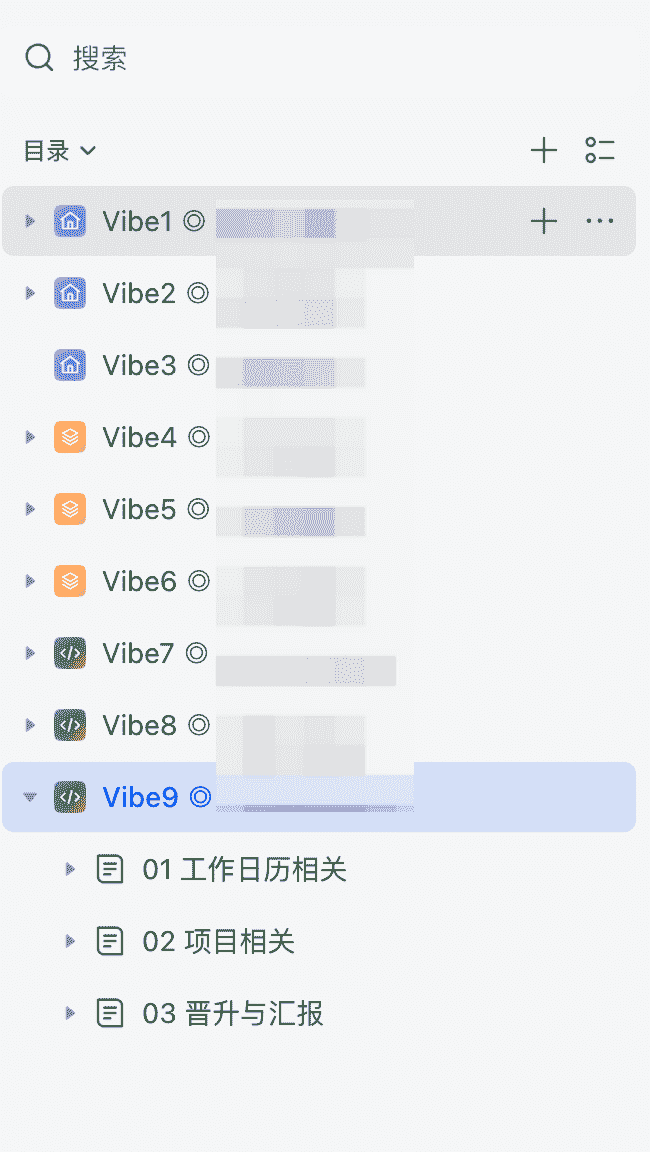 搜索
目录
Vibe1 ◎
Vibe2 ◎
Vibe3 ◎
Vibe4 ◎
Vibe5 ◎
Vibe6 ◎
Vibe7 ◎
Vibe8 ◎
Vibe9 ◎
01 工作日历相关
02 项目相关
03 晋升与汇报